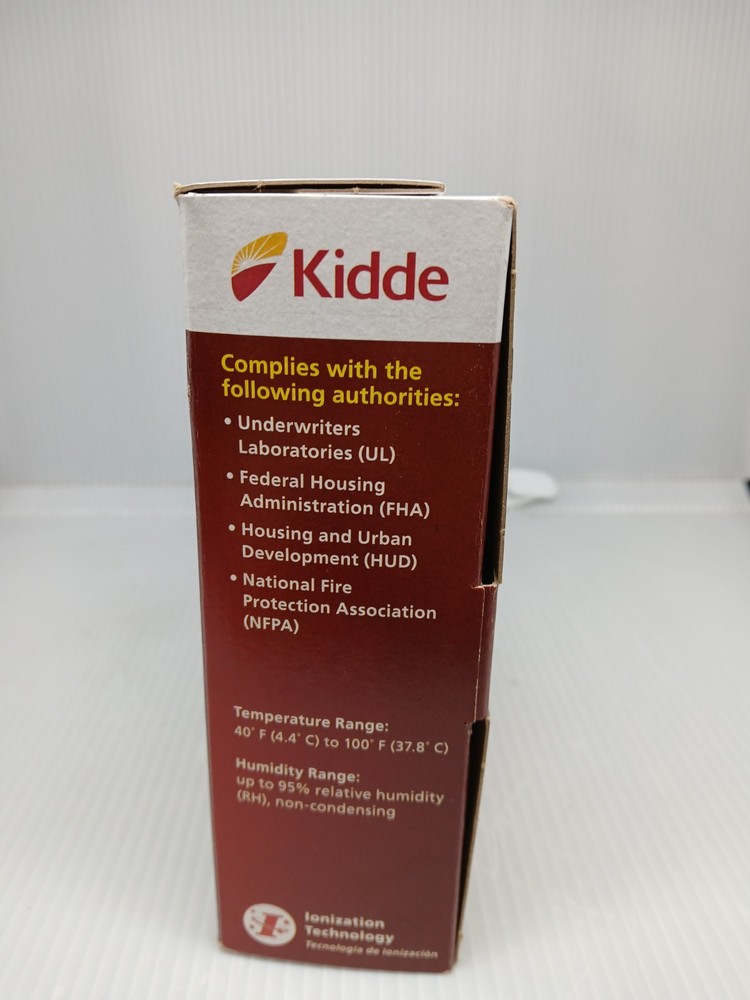 Kidde
Complies with the
following authorities:
• Underwriters
Laboratories (UL)
• Federal Housing
Administration (FHA)
• Housing and Urban
Development (HUD)
• National Fire
Protection Association
(NFPA)
Temperature Range:
40° F (4.4° C) to 100° F (37.8° C)
Humidity Range:
up to 95% relative humidity
(RH), non-condensing
I
Ionization
Technology
Tecnología de ionización